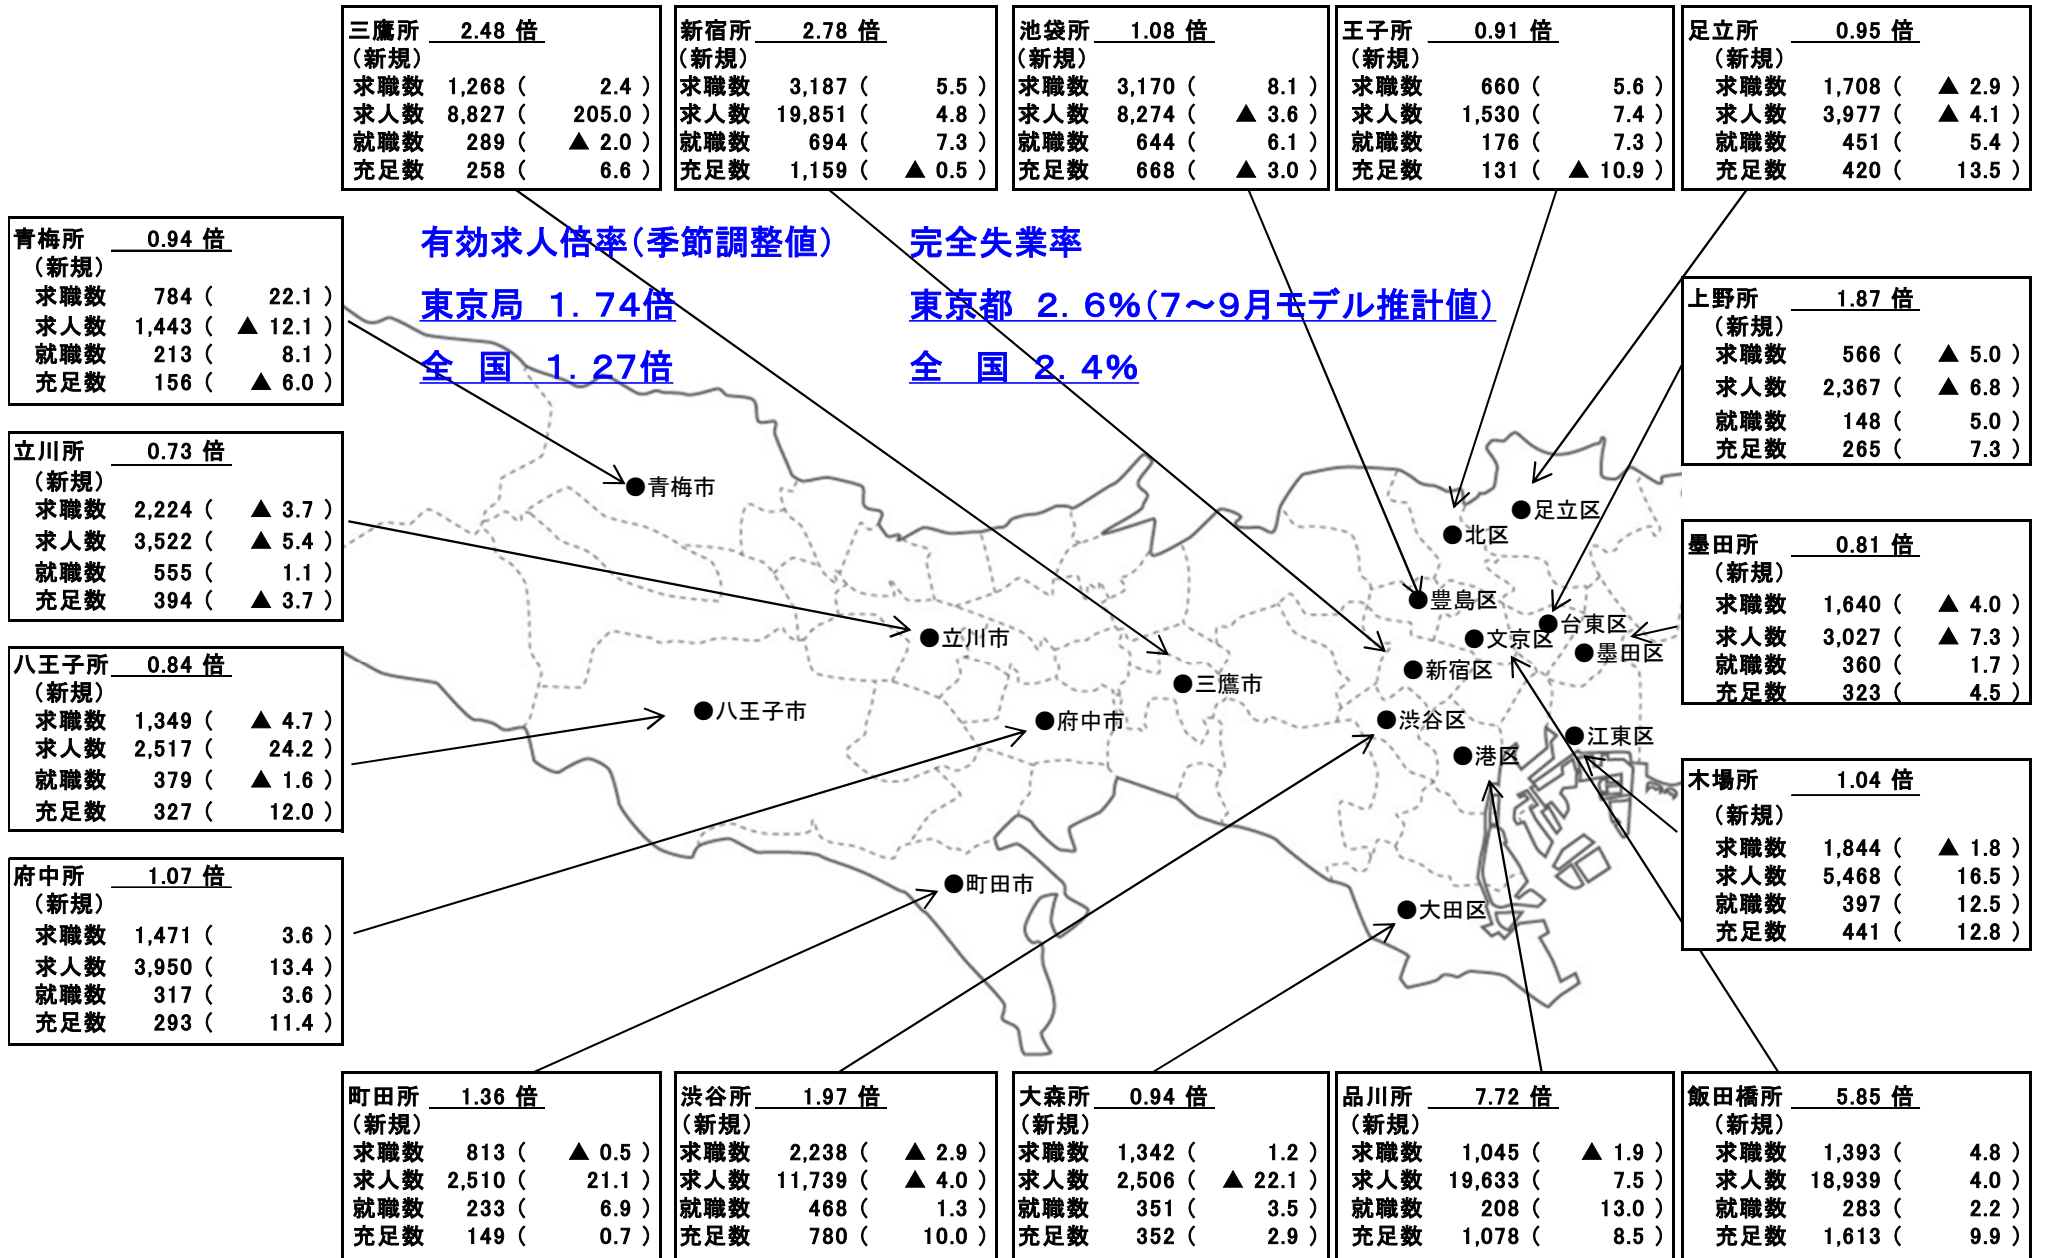 三鷹所 2.48 倍
(新規)
求職数 1,268 ( 2.4 )
求人数 8,827 ( 205.0 )
就職数 289 ( ▲ 2.0 )
充足数 258 ( 6.6 )
新宿所 2.78 倍
(新規)
求職数 3,187 ( 5.5 )
求人数 19,851 ( 4.8 )
就職数 694 ( 7.3 )
充足数 1,159 ( ▲ 0.5 )
池袋所 1.08 倍
(新規)
求職数 3,170 ( 8.1 )
求人数 8,274 ( ▲ 3.6 )
就職数 644 ( 6.1 )
充足数 668 ( ▲ 3.0 )
王子所 0.91 倍
(新規)
求職数 660 ( 5.6 )
求人数 1,530 ( 7.4 )
就職数 176 ( 7.3 )
充足数 131 ( ▲ 10.9 )
足立所 0.95 倍
(新規)
求職数 1,708 ( ▲ 2.9 )
求人数 3,977 ( ▲ 4.1 )
就職数 451 ( 5.4 )
充足数 420 ( 13.5 )
有効求人倍率(季節調整値)
東京局 1.74倍
全 国 1.27倍
完全失業率
東京都 2.6%(7～9月モデル推計値)
全 国 2.4%
青梅所 0.94 倍
(新規)
求職数 784 ( 22.1 )
求人数 1,443 ( ▲ 12.1 )
就職数 213 ( 8.1 )
充足数 156 ( ▲ 6.0 )
立川所 0.73 倍
(新規)
求職数 2,224 ( ▲ 3.7 )
求人数 3,522 ( ▲ 5.4 )
就職数 555 ( 1.1 )
充足数 394 ( ▲ 3.7 )
八王子所 0.84 倍
(新規)
求職数 1,349 ( ▲ 4.7 )
求人数 2,517 ( 24.2 )
就職数 379 ( ▲ 1.6 )
充足数 327 ( 12.0 )
府中所 1.07 倍
(新規)
求職数 1,471 ( 3.6 )
求人数 3,950 ( 13.4 )
就職数 317 ( 3.6 )
充足数 293 ( 11.4 )
青梅市
足立区
北区
豊島区
台東区
文京区
立川市
墨田区
新宿区
三鷹市
八王子市
府中市
渋谷区
江東区
港区
町田市
大田区
上野所 1.87 倍
(新規)
求職数 566 ( ▲ 5.0 )
求人数 2,367 ( ▲ 6.8 )
就職数 148 ( 5.0 )
充足数 265 ( 7.3 )
墨田所 0.81 倍
(新規)
求職数 1,640 ( ▲ 4.0 )
求人数 3,027 ( ▲ 7.3 )
就職数 360 ( 1.7 )
充足数 323 ( 4.5 )
木場所 1.04 倍
(新規)
求職数 1,844 ( ▲ 1.8 )
求人数 5,468 ( 16.5 )
就職数 397 ( 12.5 )
充足数 441 ( 12.8 )
町田所 1.36 倍
(新規)
求職数 813 ( ▲ 0.5 )
求人数 2,510 ( 21.1 )
就職数 233 ( 6.9 )
充足数 149 ( 0.7 )
渋谷所 1.97 倍
(新規)
求職数 2,238 ( ▲ 2.9 )
求人数 11,739 ( ▲ 4.0 )
就職数 468 ( 1.3 )
充足数 780 ( 10.0 )
大森所 0.94 倍
(新規)
求職数 1,342 ( 1.2 )
求人数 2,506 ( ▲ 22.1 )
就職数 351 ( 3.5 )
充足数 352 ( 2.9 )
品川所 7.72 倍
(新規)
求職数 1,045 ( ▲ 1.9 )
求人数 19,633 ( 7.5 )
就職数 208 ( 13.0 )
充足数 1,078 ( 8.5 )
飯田橋所 5.85 倍
(新規)
求職数 1,393 ( 4.8 )
求人数 18,939 ( 4.0 )
就職数 283 ( 2.2 )
充足数 1,613 ( 9.9 )